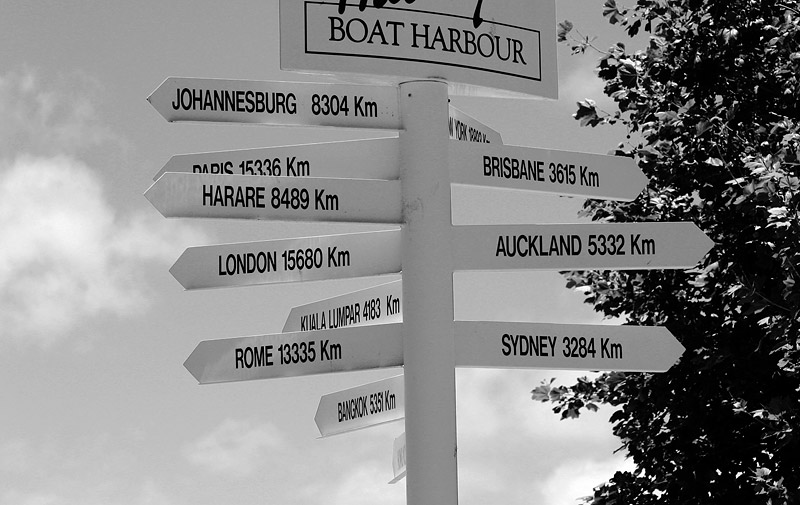 BOAT HARBOUR
JOHANNESBURG 8304 Km
YORK
PARIS 15336 Km
BRISBANE 3615 Km
HARARE 8489 Km
AUCKLAND 5332 Km
LONDON 15680 Km
KUALA LUMPAR 4183 Km
SYDNEY 3284 Km
ROME 13335 Km
BANGKOK 5351 Km